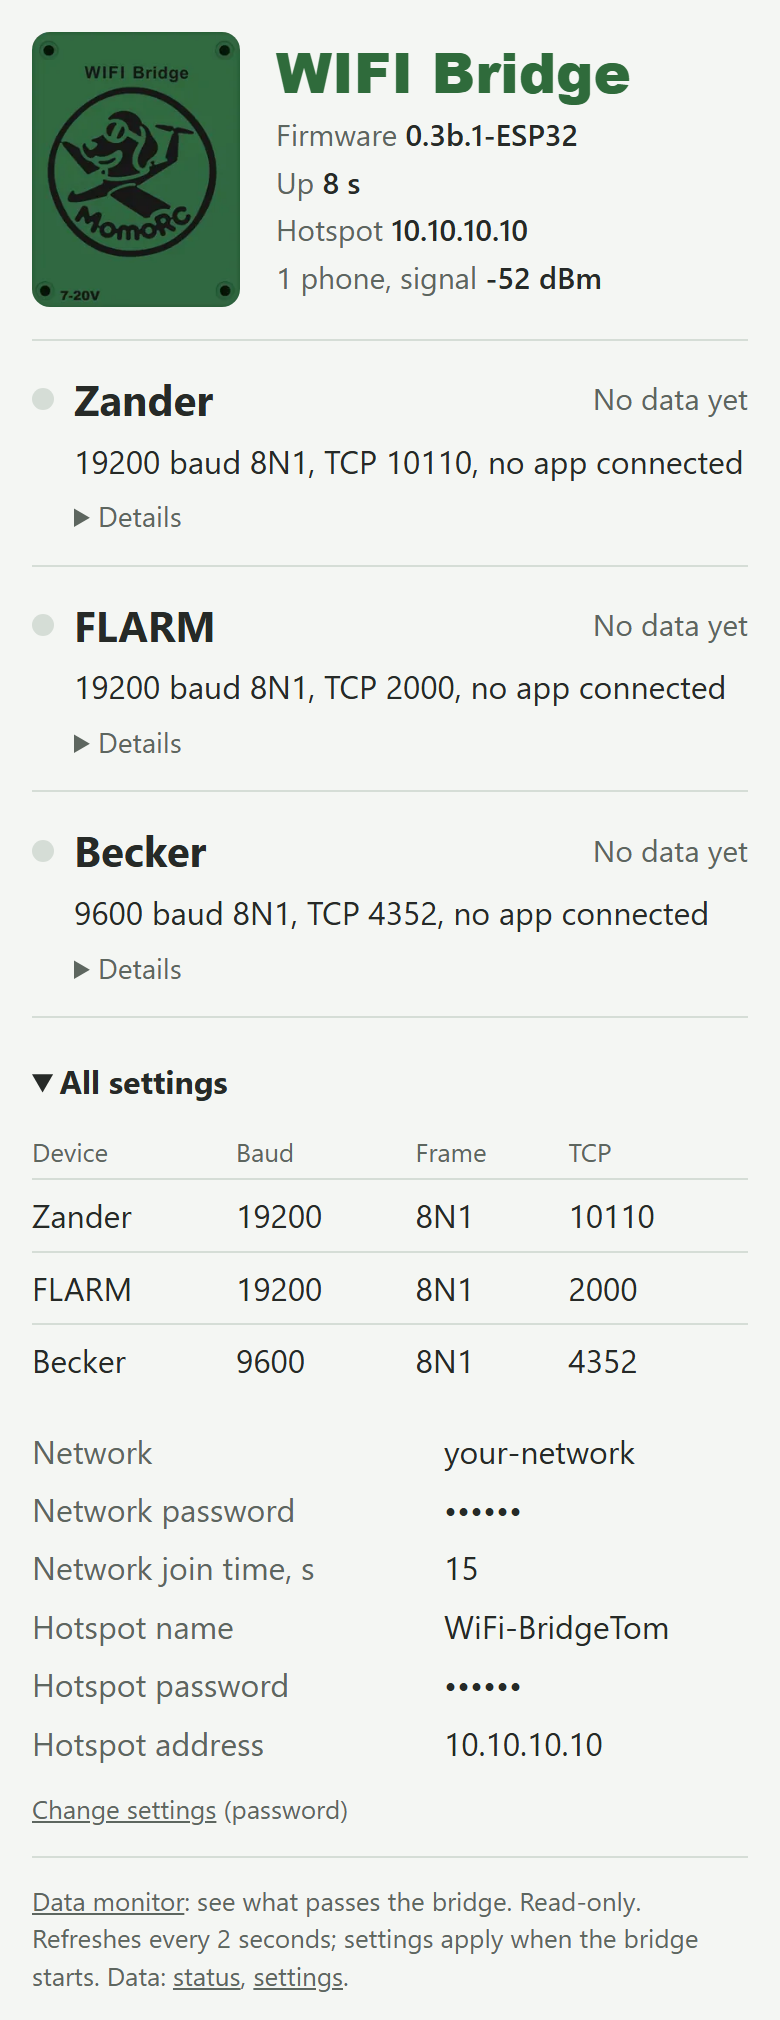 WIFI Bridge
MomoRC
7-20V
WIFI Bridge
Firmware 0.3b.1-ESP32
Up 8 s
Hotspot 10.10.10.10
1 phone, signal -52 dBm
Zander
No data yet
19200 baud 8N1, TCP 10110, no app connected
Details
FLARM
No data yet
19200 baud 8N1, TCP 2000, no app connected
Details
Becker
No data yet
9600 baud 8N1, TCP 4352, no app connected
Details
All settings
Device Baud Frame TCP
Zander 19200 8N1 10110
FLARM 19200 8N1 2000
Becker 9600 8N1 4352
Network your-network
Network password ••••••
Network join time, s 15
Hotspot name WiFi-BridgeTom
Hotspot password ••••••
Hotspot address 10.10.10.10
Change settings (password)
Data monitor: see what passes the bridge. Read-only.
Refreshes every 2 seconds; settings apply when the bridge
starts. Data: status, settings.